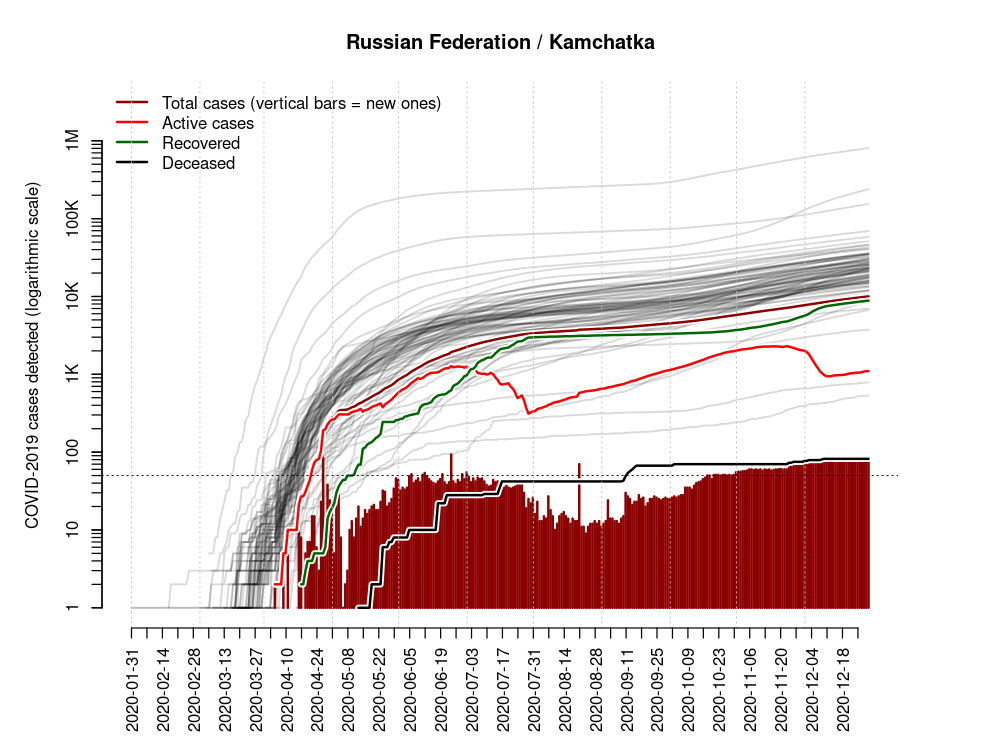 Russian Federation / Kamchatka
Total cases (vertical bars = new ones)
Active cases
Recovered
Deceased
COVID-2019 cases detected (logarithmic scale)
1M
100K
10K
1K
100
10
1
2020-01-31
2020-02-14
2020-02-28
2020-03-13
2020-03-27
2020-04-10
2020-04-24
2020-05-08
2020-05-22
2020-06-05
2020-06-19
2020-07-03
2020-07-17
2020-07-31
2020-08-14
2020-08-28
2020-09-11
2020-09-25
2020-10-09
2020-10-23
2020-11-06
2020-11-20
2020-12-04
2020-12-18